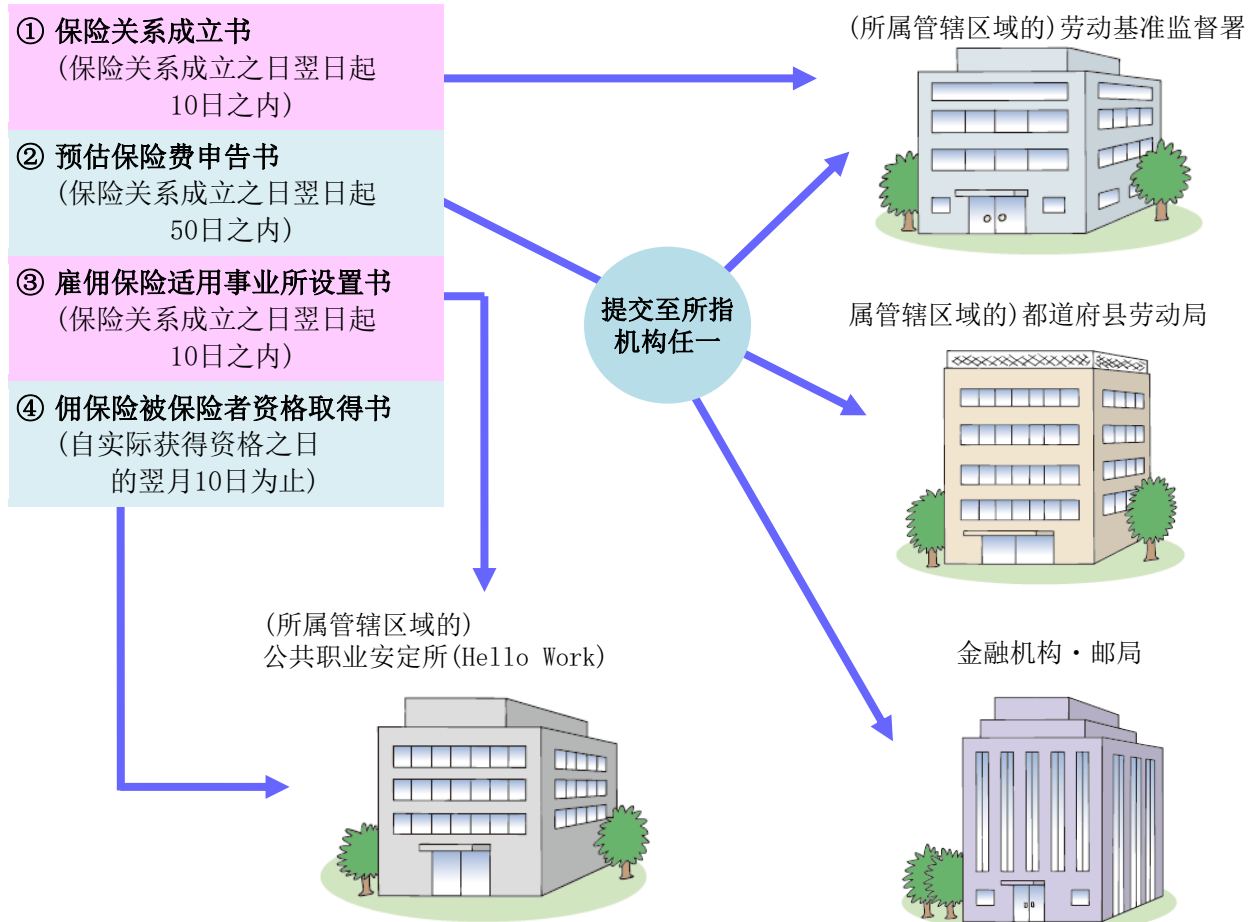 ① 保险关系成立书
(保险关系成立之日翌日起
10日之内)
② 预估保险费申告书
(保险关系成立之日翌日起
50日之内)
③ 雇佣保险适用事业所设置书
(保险关系成立之日翌日起
10日之内)
④ 佣保险被保险者资格取得书
(自实际获得资格之日
的翌月10日为止)
(所属管辖区域的)劳动基准监督署
提交至所指
机构任一
属管辖区域的)都道府县劳动局
(所属管辖区域的)
公共职业安定所(Hello Work)
金融机构・邮局